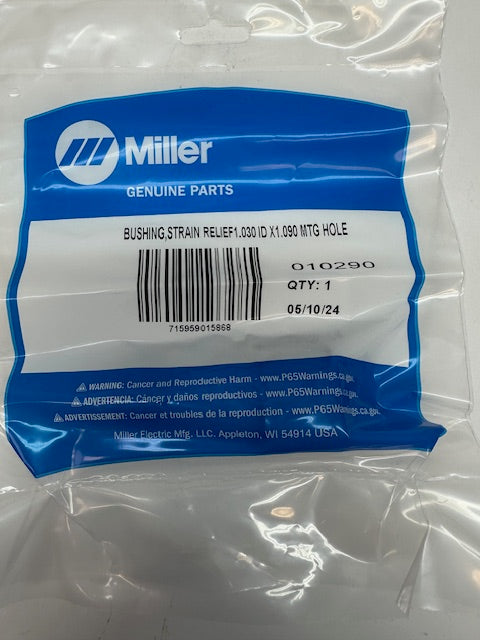 Miller
GENUINE PARTS
BUSHING,STRAIN RELIEF1.030 ID X1.090 MTG HOLE
010290
QTY: 1
05/10/24
715959015868
WARNING: Cancer and Reproductive Harm - www.P65Warnings.ca.gov
ADVERTENCIA: Cáncer y daños reproductivos - www.P65Warnings.ca.gov
ADVERTISSEMENT: Cancer et troubles de la reproduction - www.P65Warnings.ca.gov
Miller Electric Mfg. LLC. Appleton, WI 54914 USA